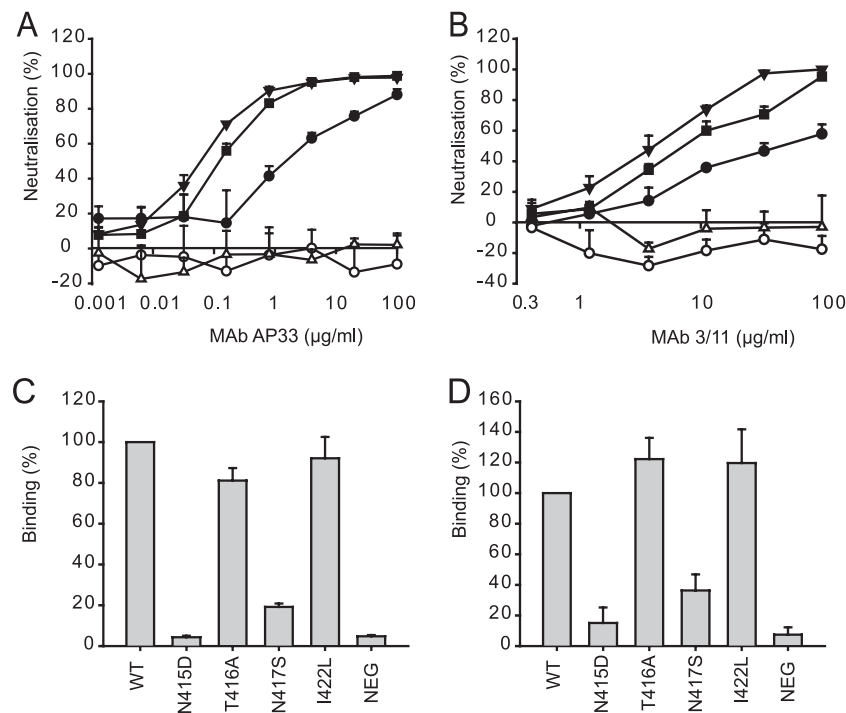 A
120
100
80
60
40
20
0
-20
Neutralisation (%)
0.001 0.01 0.1 1 10 100
MAb AP33 (µg/ml)
B
120
100
80
60
40
20
0
-20
-40
Neutralisation (%)
0.3 1 10 100
MAb 3/11 (µg/ml)
C
120
100
80
60
40
20
0
Binding (%)
WT
N415D
T416A
N417S
I422L
NEG
D
160
140
120
100
80
60
40
20
0
Binding (%)
WT
N415D
T416A
N417S
I422L
NEG